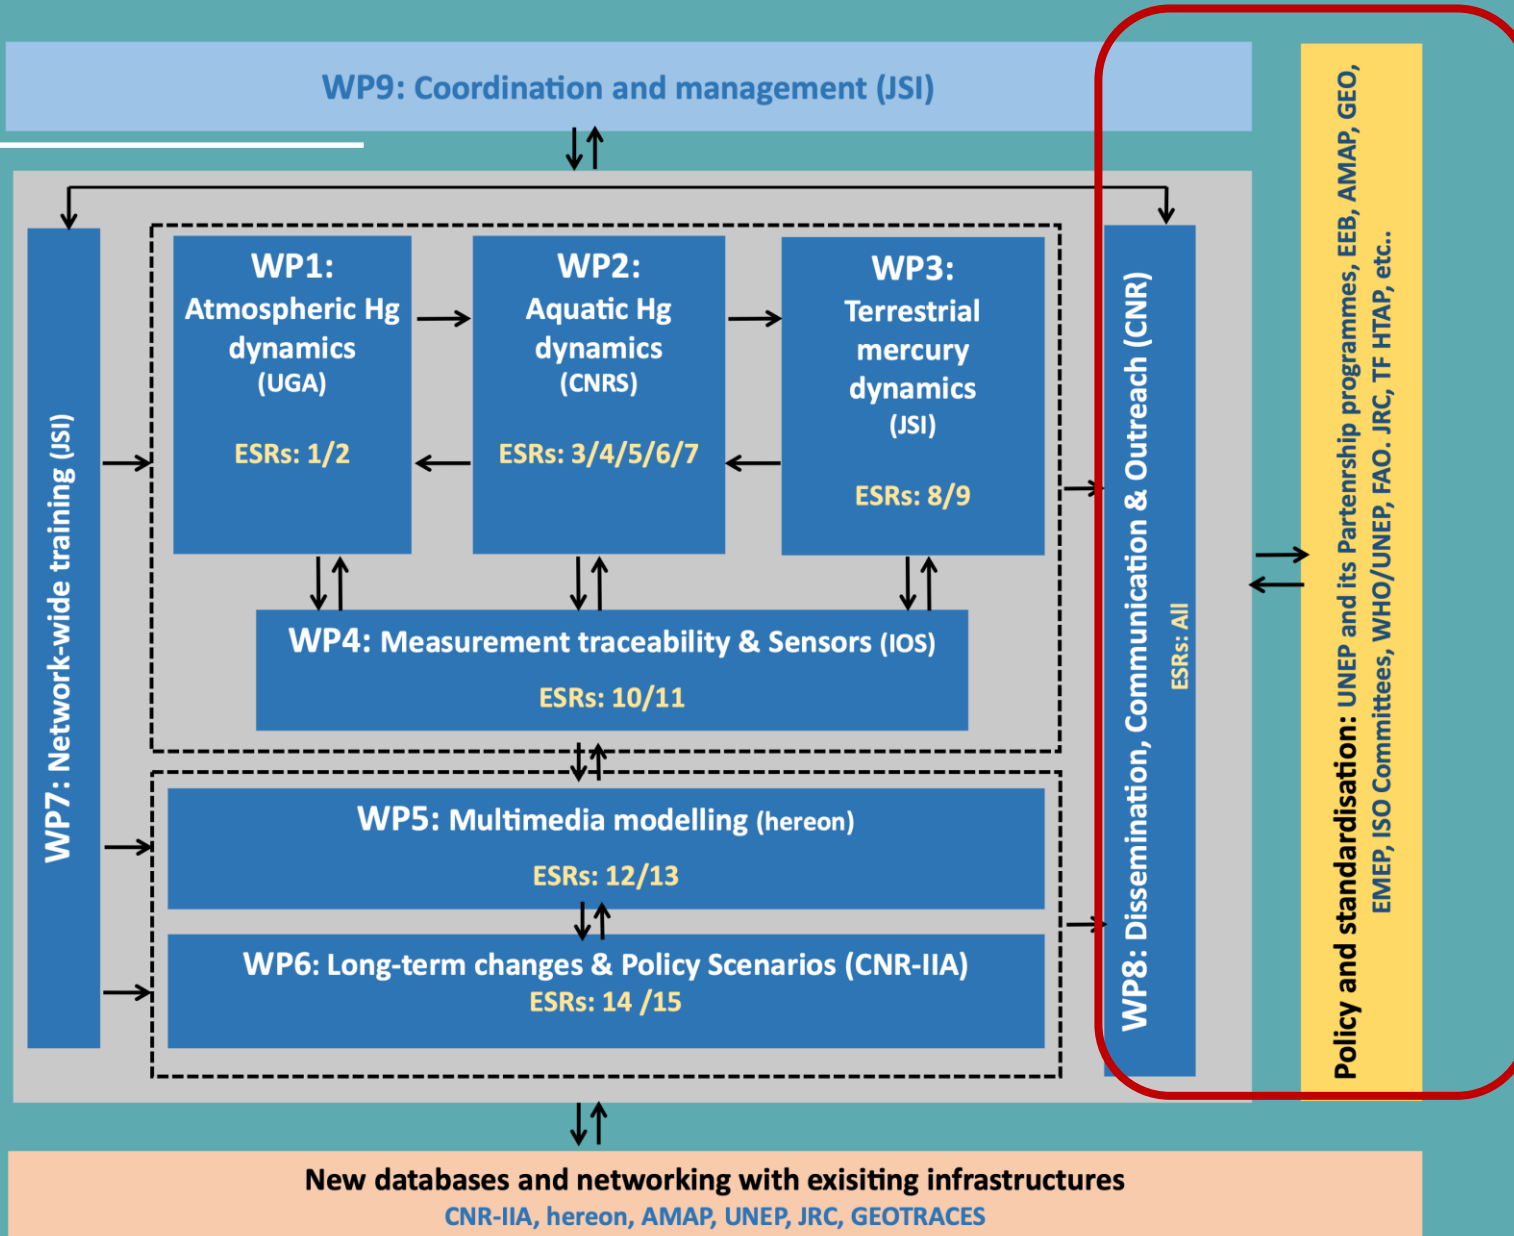 WP9: Coordination and management (JSI)
WP7: Network-wide training (JSI)
WP1:
Atmospheric Hg
dynamics
(UGA)
ESRs: 1/2
WP2:
Aquatic Hg
dynamics
(CNRS)
ESRs: 3/4/5/6/7
WP3:
Terrestrial
mercury
dynamics
(JSI)
ESRs: 8/9
WP4: Measurement traceability & Sensors (IOS)
ESRs: 10/11
WP5: Multimedia modelling (hereon)
ESRs: 12/13
WP6: Long-term changes & Policy Scenarios (CNR-IIA)
ESRs: 14 /15
WP8: Dissemination, Communication & Outreach (CNR)
ESRs: All
Policy and standardisation: UNEP and its Partenrship programmes, EEB, AMAP, GEO,
EMEP, ISO Committees, WHO/UNEP, FAO. JRC, TF HTAP, etc..
New databases and networking with exisiting infrastructures
CNR-IIA, hereon, AMAP, UNEP, JRC, GEOTRACES